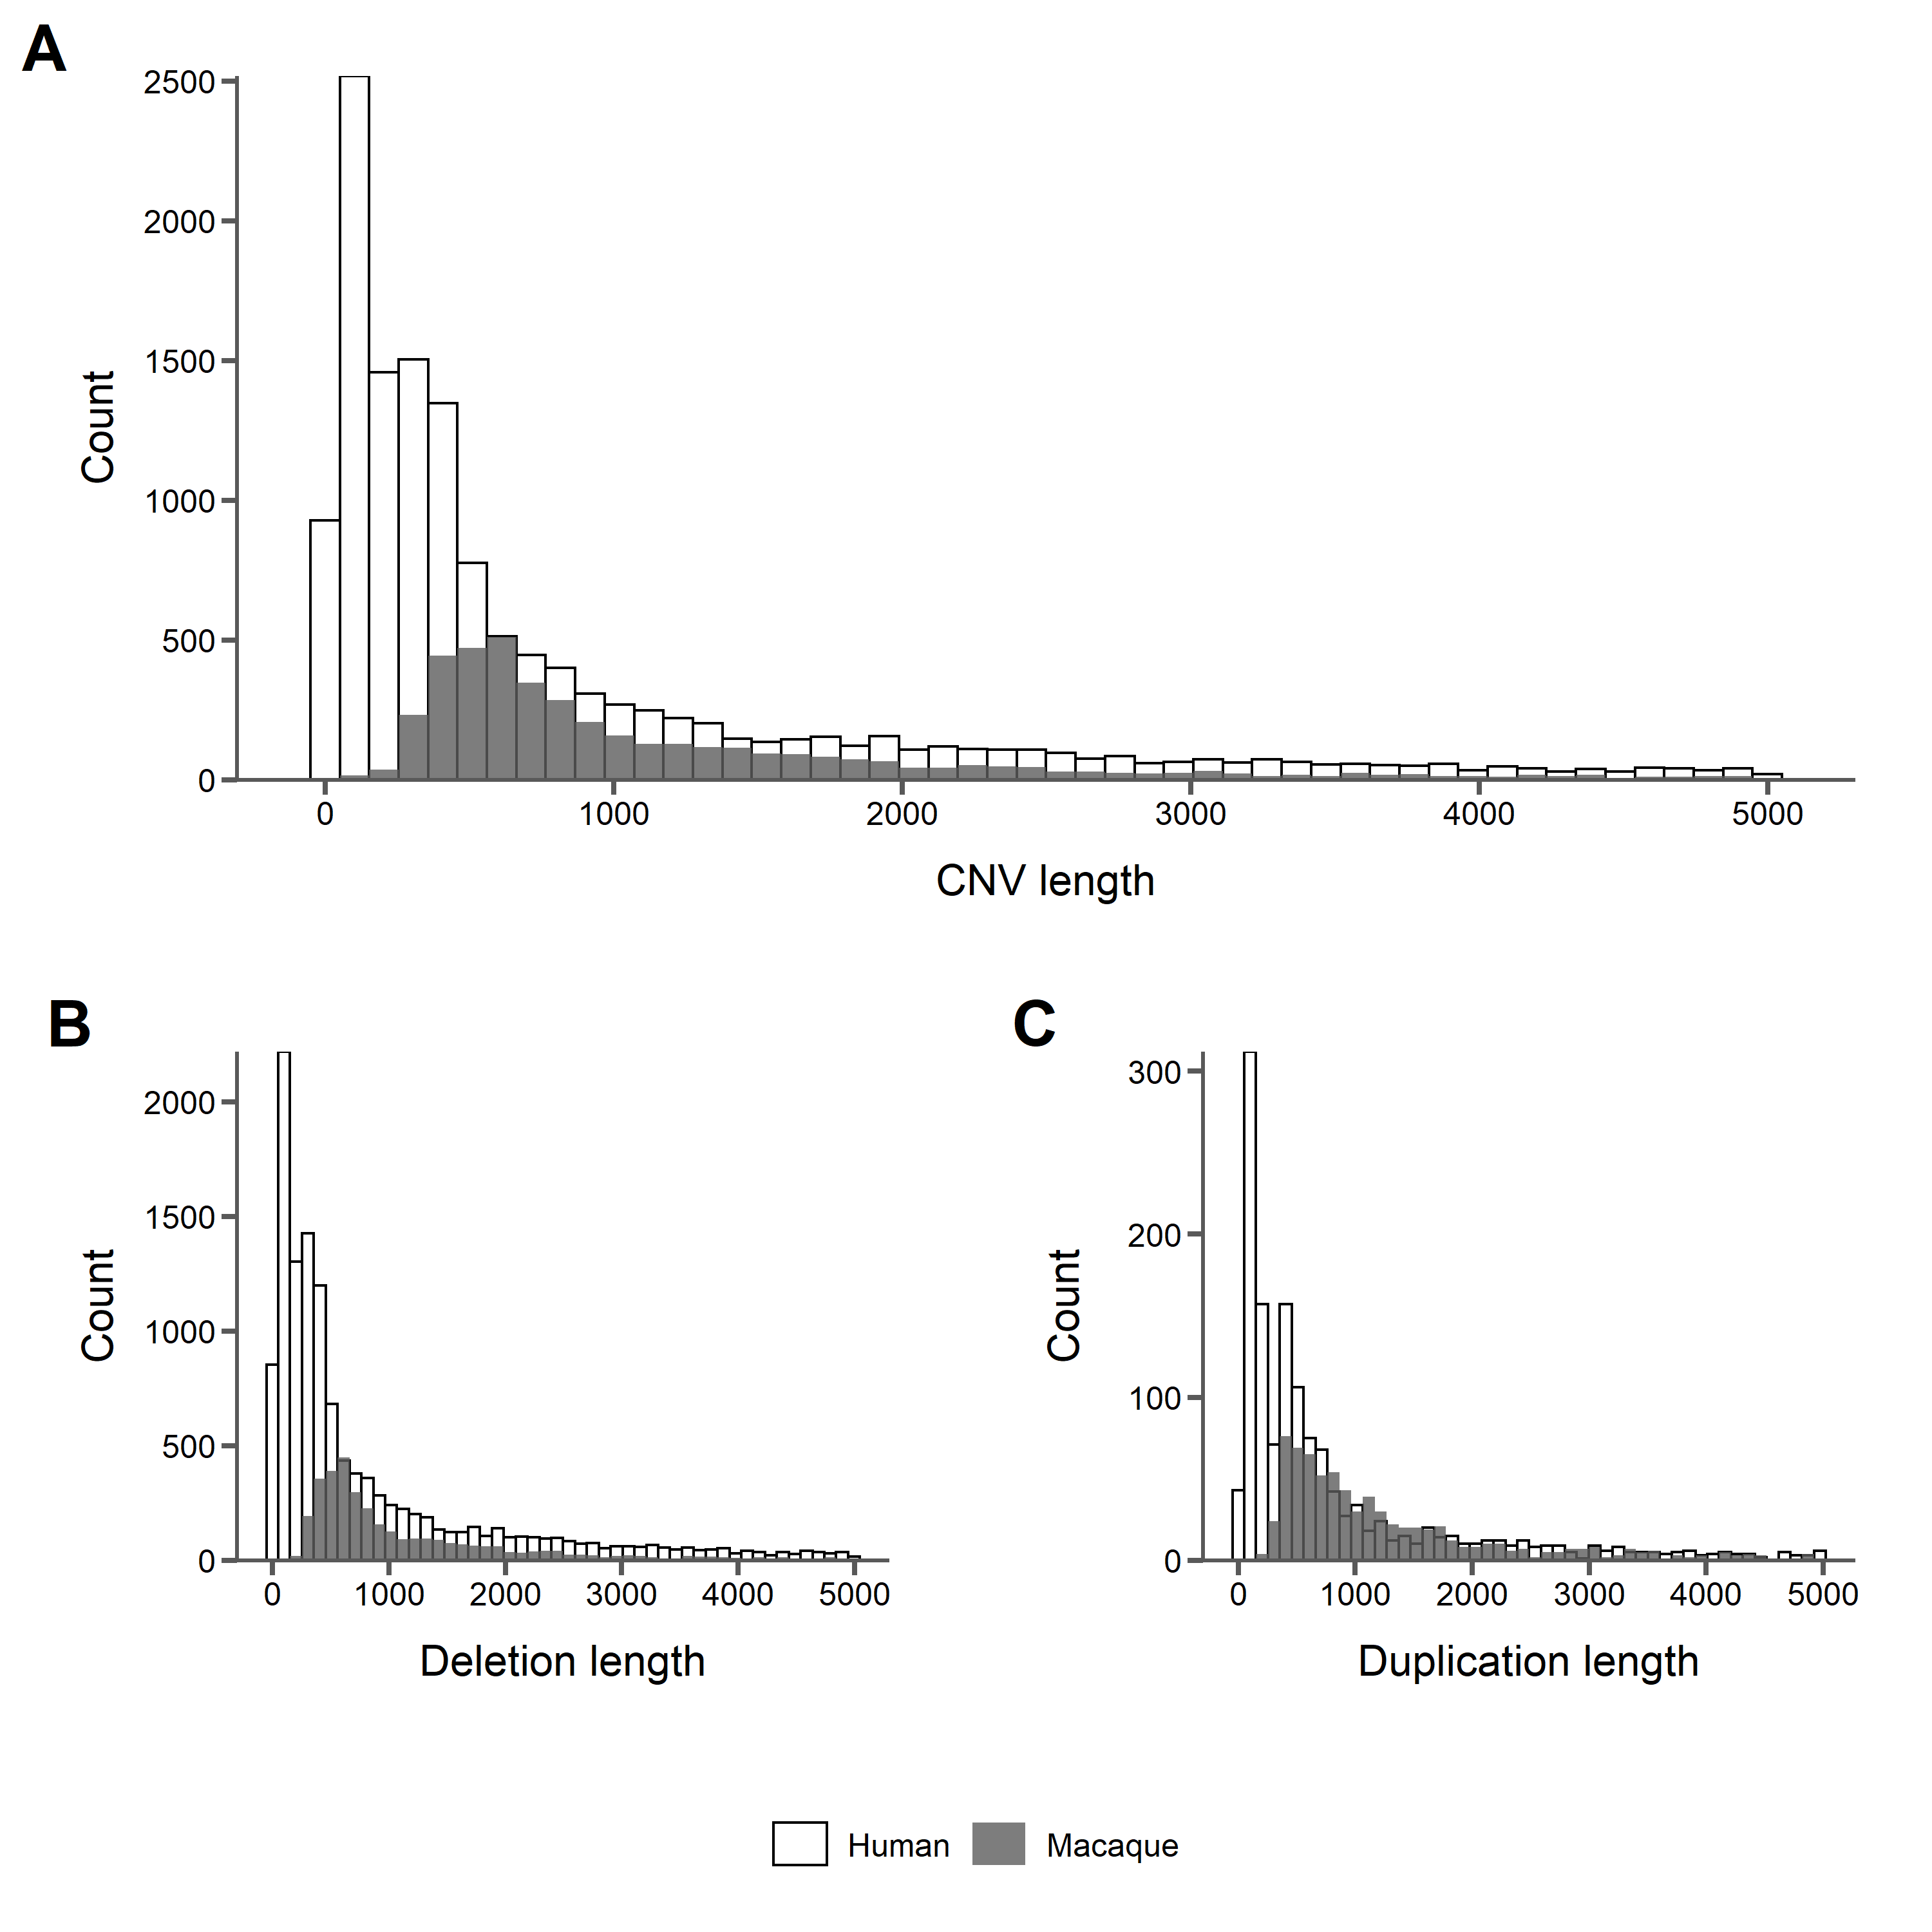 A
2500
2000
1500
1000
500
0
Count
0 1000 2000 3000 4000 5000
CNV length
B
2000
1500
1000
500
0
Count
0 1000 2000 3000 4000 5000
Deletion length
C
300
200
100
0
Count
0 1000 2000 3000 4000 5000
Duplication length
Human Macaque